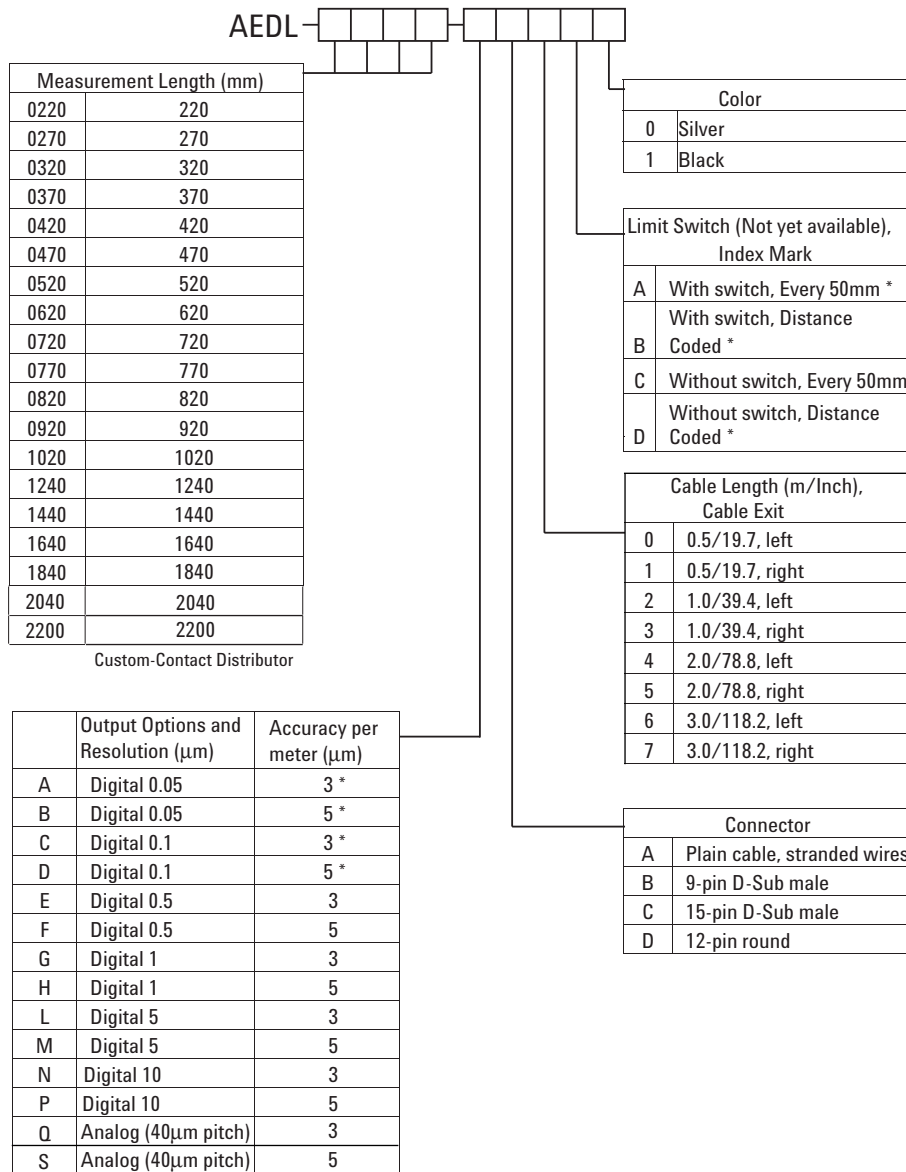 AEDL
Measurement Length (mm)
0220 220
0270 270
0320 320
0370 370
0420 420
0470 470
0520 520
0620 620
0720 720
0770 770
0820 820
0920 920
1020 1020
1240 1240
1440 1440
1640 1640
1840 1840
2040 2040
2200 2200
Custom-Contact Distributor
Output Options and Resolution (μm) Accuracy per meter (μm)
A Digital 0.05 3 *
B Digital 0.05 5 *
C Digital 0.1 3 *
D Digital 0.1 5 *
E Digital 0.5 3
F Digital 0.5 5
G Digital 1 3
H Digital 1 5
L Digital 5 3
M Digital 5 5
N Digital 10 3
P Digital 10 5
Q Analog (40μm pitch) 3
S Analog (40μm pitch) 5
Color
0 Silver
1 Black
Limit Switch (Not yet available),
Index Mark
A With switch, Every 50mm *
B With switch, Distance Coded *
C Without switch, Every 50mm
D Without switch, Distance Coded *
Cable Length (m/Inch),
Cable Exit
0 0.5/19.7, left
1 0.5/19.7, right
2 1.0/39.4, left
3 1.0/39.4, right
4 2.0/78.8, left
5 2.0/78.8, right
6 3.0/118.2, left
7 3.0/118.2, right
Connector
A Plain cable, stranded wires
B 9-pin D-Sub male
C 15-pin D-Sub male
D 12-pin round